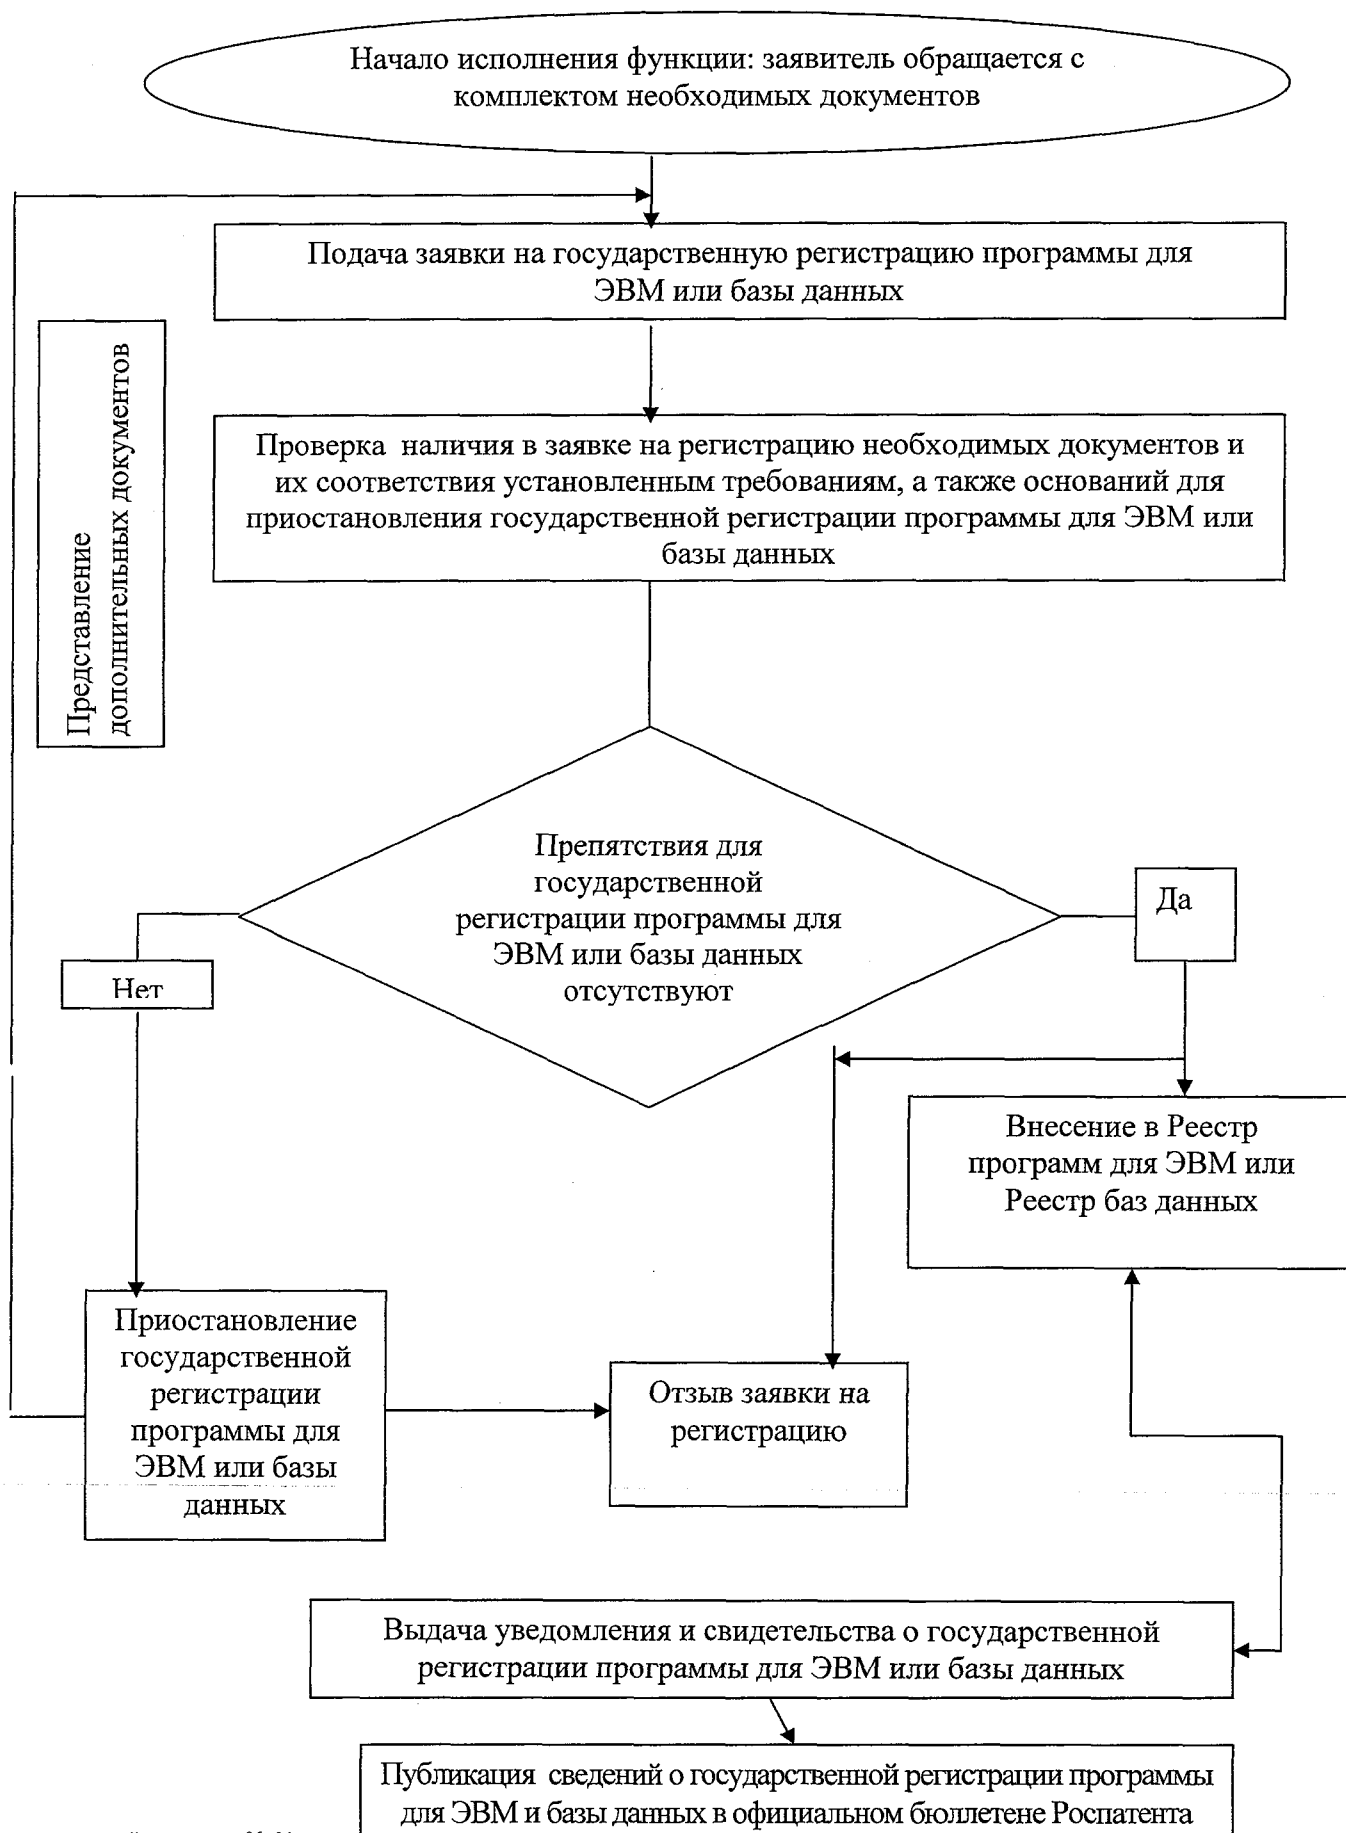 Начало исполнения функции: заявитель обращается с
комплектом необходимых документов
Подача заявки на государственную регистрацию программы для
ЭВМ или базы данных
Представление
дополнительных документов
Проверка наличия в заявке на регистрацию необходимых документов и
их соответствия установленным требованиям, а также оснований для
приостановления государственной регистрации программы для ЭВМ или
базы данных
Препятствия для
государственной
регистрации программы для
ЭВМ или базы данных
отсутствуют
Да
Нет
Внесение в Реестр
программ для ЭВМ или
Реестр баз данных
Приостановление
государственной
регистрации
программы для
ЭВМ или базы
данных
Отзыв заявки на
регистрацию
Выдача уведомления и свидетельства о государственной
регистрации программы для ЭВМ или базы данных
Публикация сведений о государственной регистрации программы
для ЭВМ и базы данных в официальном бюллетене Роспатента